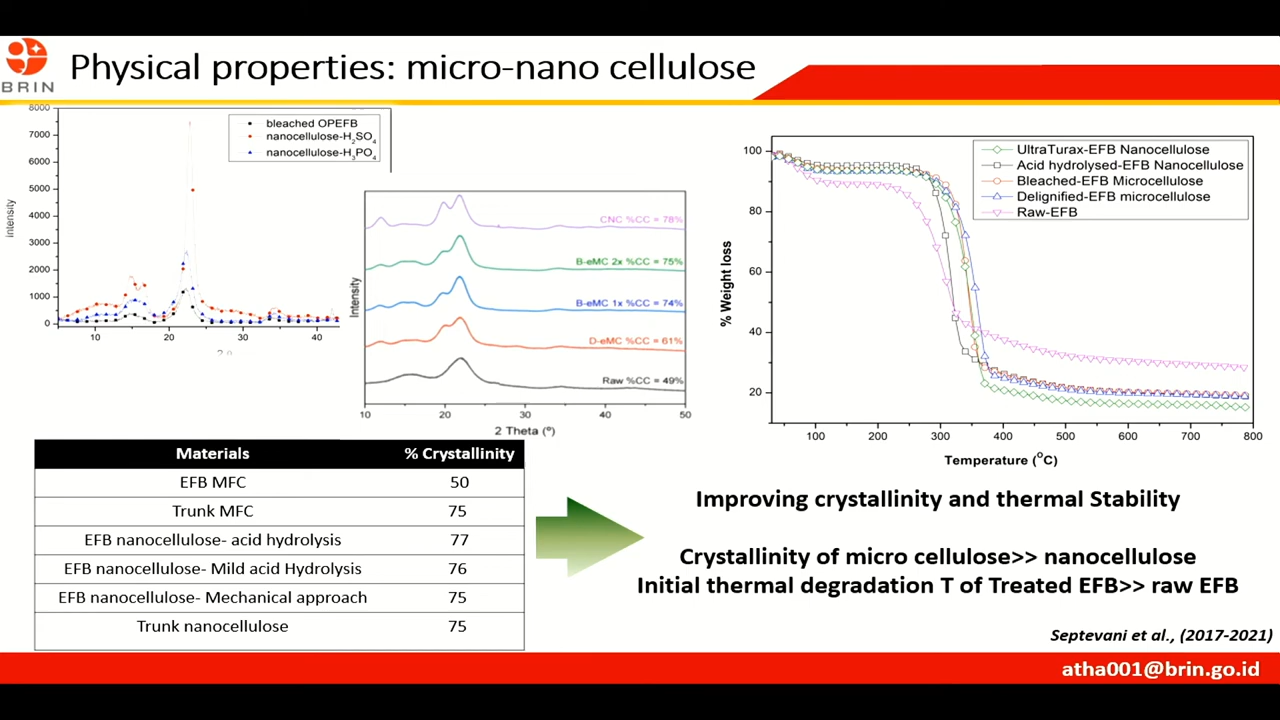 BRIN
Physical properties: micro-nano cellulose
8000
7000
6000
5000
4000
3000
2000
1000
0
intensity
10
20
30
40
bleached OPEFB
nanocellulose-H₂SO₄
nanocellulose-H₃PO₄
Intensity
CNC %CC = 78%
B-eMC 2x %CC = 75%
B-eMC 1x %CC = 74%
D-eMC %CC = 61%
Raw %CC = 49%
10
20
30
40
50
2 Theta (º)
% Weight loss
100
80
60
40
20
UltraTurax-EFB Nanocellulose
Acid hydrolysed-EFB Nanocellulose
Bleached-EFB Microcellulose
Delignified-EFB microcellulose
Raw-EFB
100
200
300
400
500
600
700
800
Temperature (°C)
Materials % Crystallinity
EFB MFC 50
Trunk MFC 75
EFB nanocellulose- acid hydrolysis 77
EFB nanocellulose- Mild acid Hydrolysis 76
EFB nanocellulose- Mechanical approach 75
Trunk nanocellulose 75
Improving crystallinity and thermal Stability
Crystallinity of micro cellulose>> nanocellulose
Initial thermal degradation T of Treated EFB>> raw EFB
Septevani et al., (2017-2021)
atha001@brin.go.id